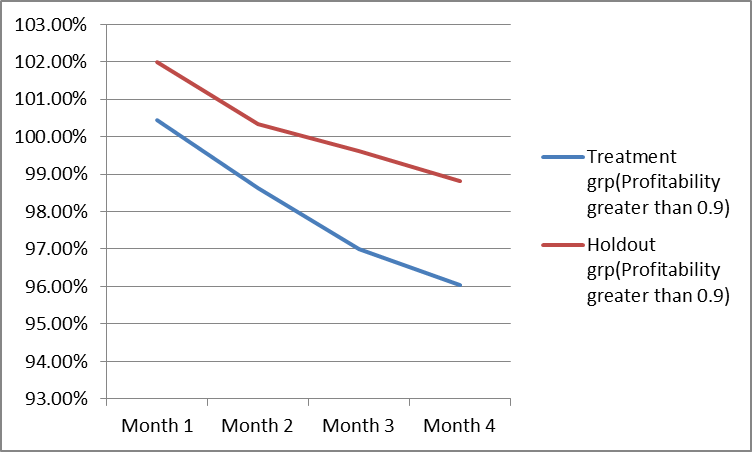 103.00%
102.00%
101.00%
100.00%
99.00%
98.00%
97.00%
96.00%
95.00%
94.00%
93.00%
Month 1 Month 2 Month 3 Month 4
Treatment
grp(Profitability
greater than 0.9)
Holdout
grp(Profitability
greater than 0.9)